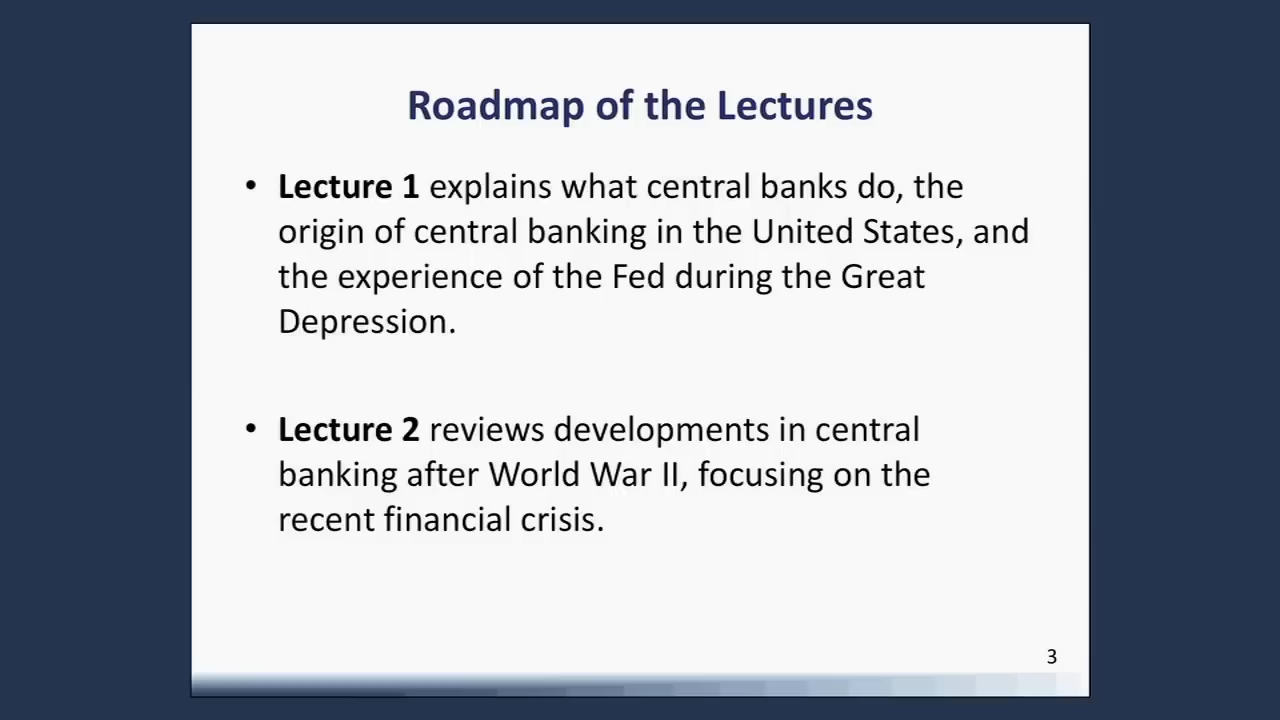 Roadmap of the Lectures
• Lecture 1 explains what central banks do, the
origin of central banking in the United States, and
the experience of the Fed during the Great
Depression.
• Lecture 2 reviews developments in central
banking after World War II, focusing on the
recent financial crisis.
3